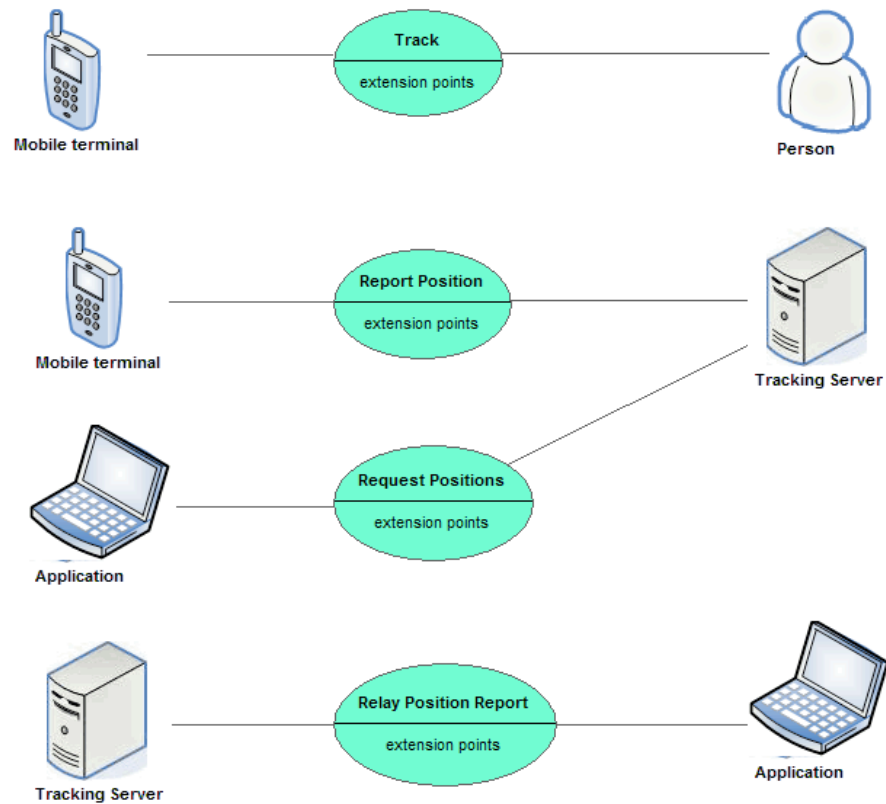 Track
extension points
Mobile terminal
Person
Report Position
extension points
Mobile terminal
Tracking Server
Request Positions
extension points
Application
Relay Position Report
extension points
Tracking Server
Application